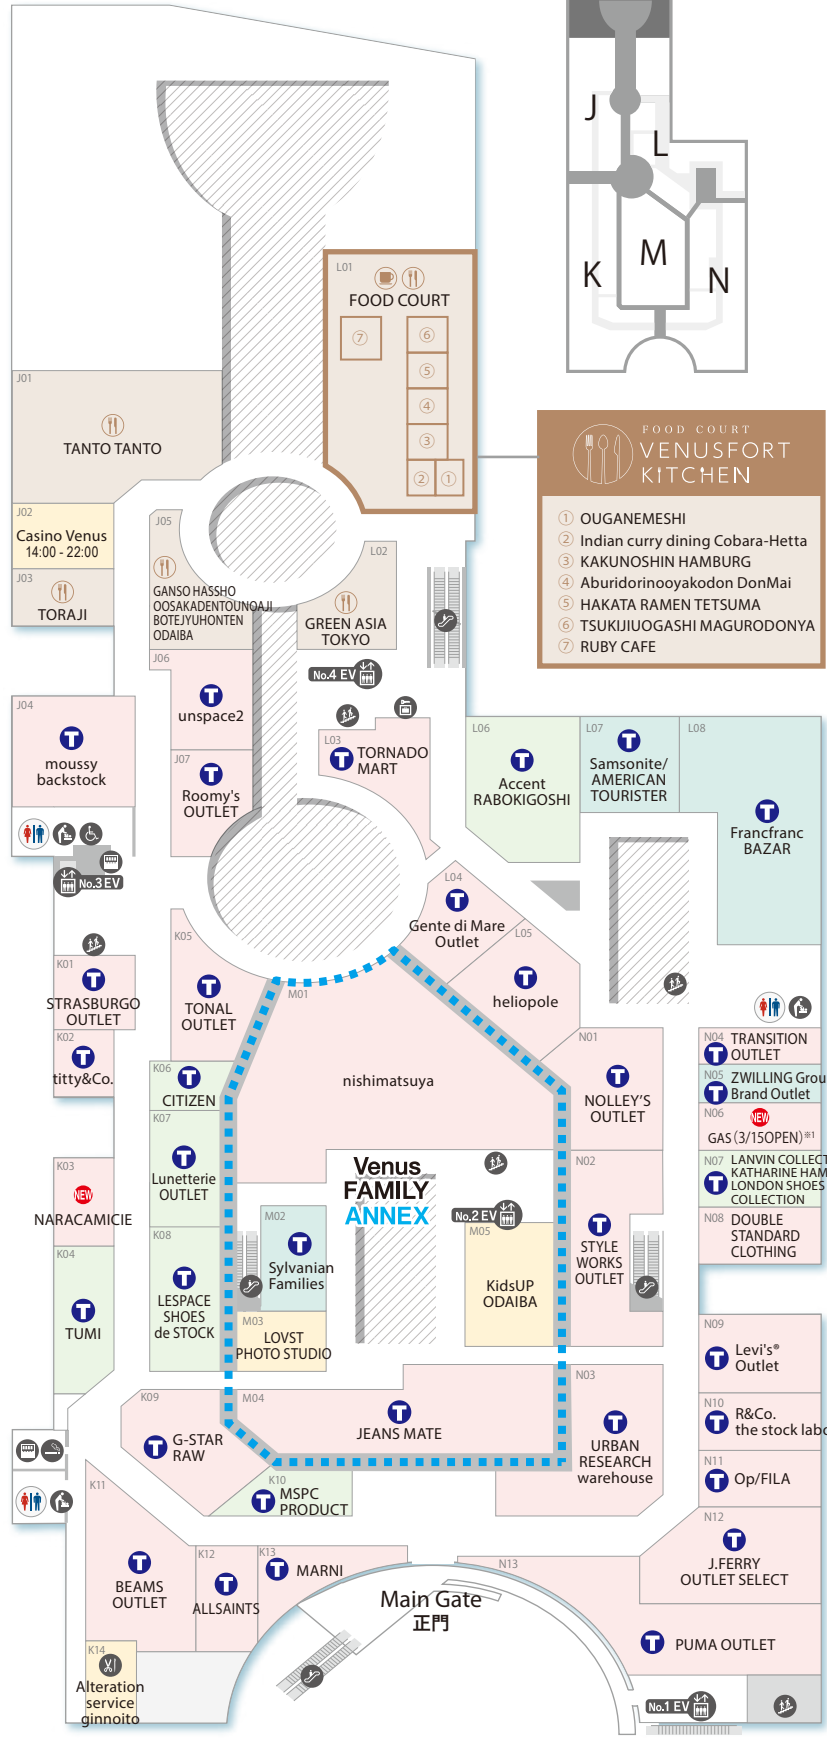 J
L
K
M
N
L01
FOOD COURT
⑦
⑥
⑤
④
③
②
①
J01
TANTO TANTO
FOOD COURT
VENUSFORT
KITCHEN
① OUGANEMESHI
② Indian curry dining Cobara-Hetta
③ KAKUNOSHIN HAMBURG
④ Aburidorinooyakodon DonMai
⑤ HAKATA RAMEN TETSUMA
⑥ TSUKIJIUOGASHI MAGURODONYA
⑦ RUBY CAFE
J02
Casino Venus
14:00 - 22:00
J03
TORAJI
J05
GANSO HASSHO
OOSAKADENTOUNOAJI
BOTEJYUHONTEN
ODAIBA
L02
GREEN ASIA
TOKYO
No.4 EV
J06
T
unspace2
J04
T
moussy
backstock
J07
T
Roomy's
OUTLET
L03
T
TORNADO
MART
L06
T
Accent
RABOKIGOSHI
L07
T
Samsonite/
AMERICAN
TOURISTER
L08
T
Francfranc
BAZAR
No.3 EV
L04
T
Gente di Mare
Outlet
L05
T
heliopole
K05
T
TONAL
OUTLET
K01
T
STRASBURGO
OUTLET
K02
T
titty&Co.
M01
nishimatsuya
K06
T
CITIZEN
K07
T
Lunetterie
OUTLET
N01
T
NOLLEY'S
OUTLET
N04
T
TRANSITION
OUTLET
N05
T
ZWILLING Grou
Brand Outlet
N06
NEW
GAS (3/15OPEN)※1
N07
T
LANVIN COLLECT
KATHARINE HAM
LONDON SHOES
COLLECTION
N08
DOUBLE
STANDARD
CLOTHING
K03
NEW
NARACAMICIE
K04
T
TUMI
K08
T
LESPACE
SHOES
de STOCK
Venus
FAMILY
ANNEX
M02
T
Sylvanian
Families
M03
LOVST
PHOTO STUDIO
No.2 EV
M05
KidsUP
ODAIBA
N02
T
STYLE
WORKS
OUTLET
N09
T
Levi's®
Outlet
N10
T
R&Co.
the stock labo
N11
T
Op/FILA
K09
T
G-STAR
RAW
M04
T
JEANS MATE
N03
T
URBAN
RESEARCH
warehouse
K10
T
MSPC
PRODUCT
K11
T
BEAMS
OUTLET
K12
T
ALLSAINTS
K13
T
MARNI
N12
T
J.FERRY
OUTLET SELECT
N13
T
PUMA OUTLET
Main Gate
正門
K14
Alteration
service
ginnoito
No.1 EV